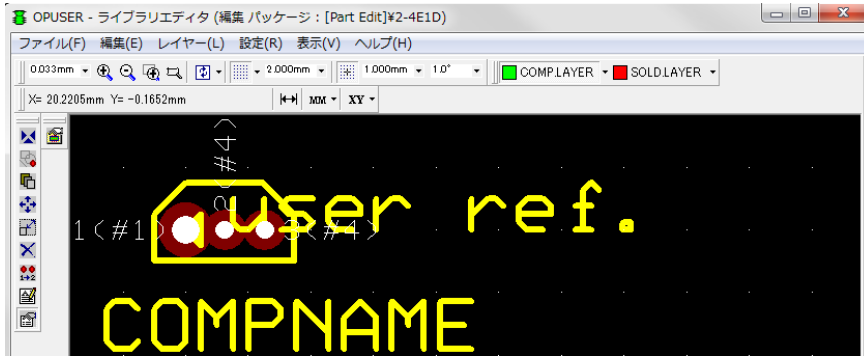 OPUSER - ライブラリエディタ (編集 パッケージ : [Part Edit]¥2-4E1D)
ファイル(F) 編集(E) レイヤー(L) 設定(R) 表示(V) ヘルプ(H)
0.033mm 2.000mm 1.000mm 1.0° COMP.LAYER SOLD.LAYER
X= 20.2205mm Y= -0.1652mm MM XY
2(#4)
user ref.
1(#1) 3(#4)
COMPNAME